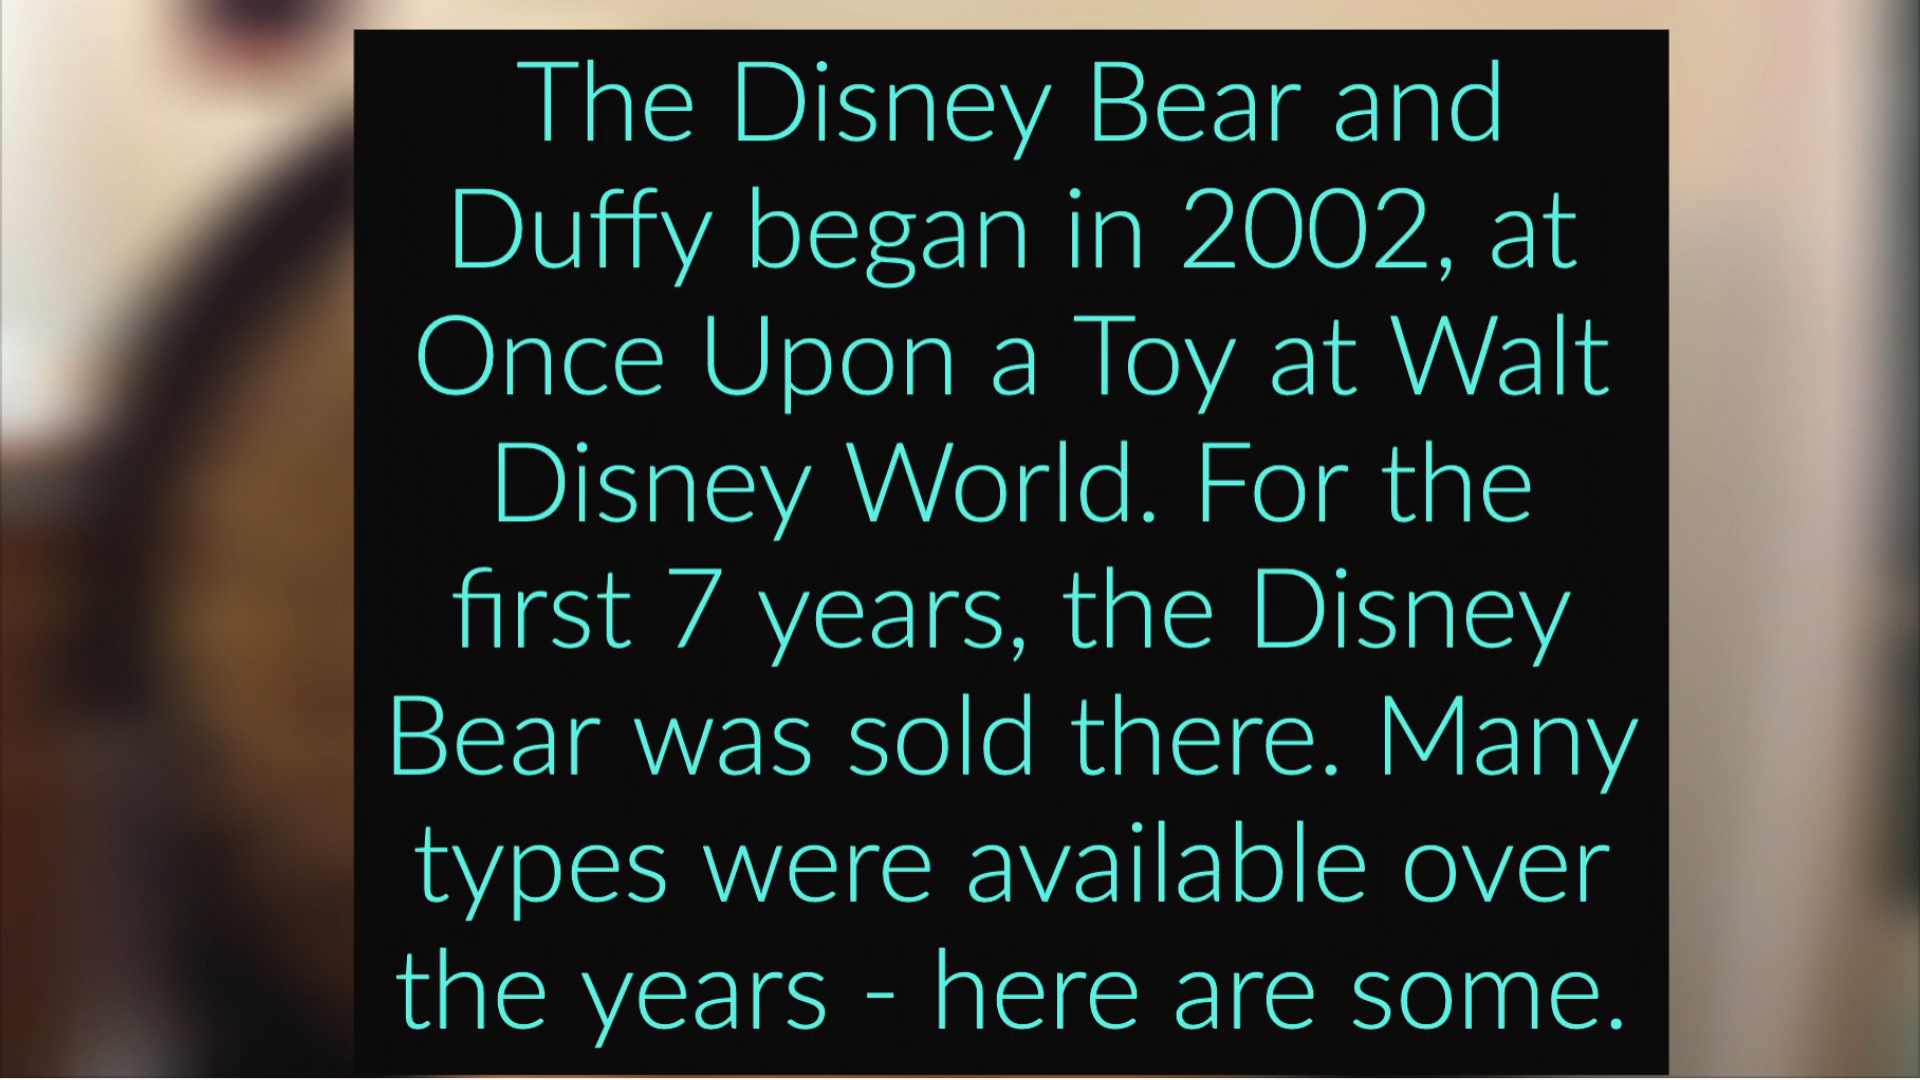 The Disney Bear and
Duffy began in 2002, at
Once Upon a Toy at Walt
Disney World. For the
first 7 years, the Disney
Bear was sold there. Many
types were available over
the years - here are some.